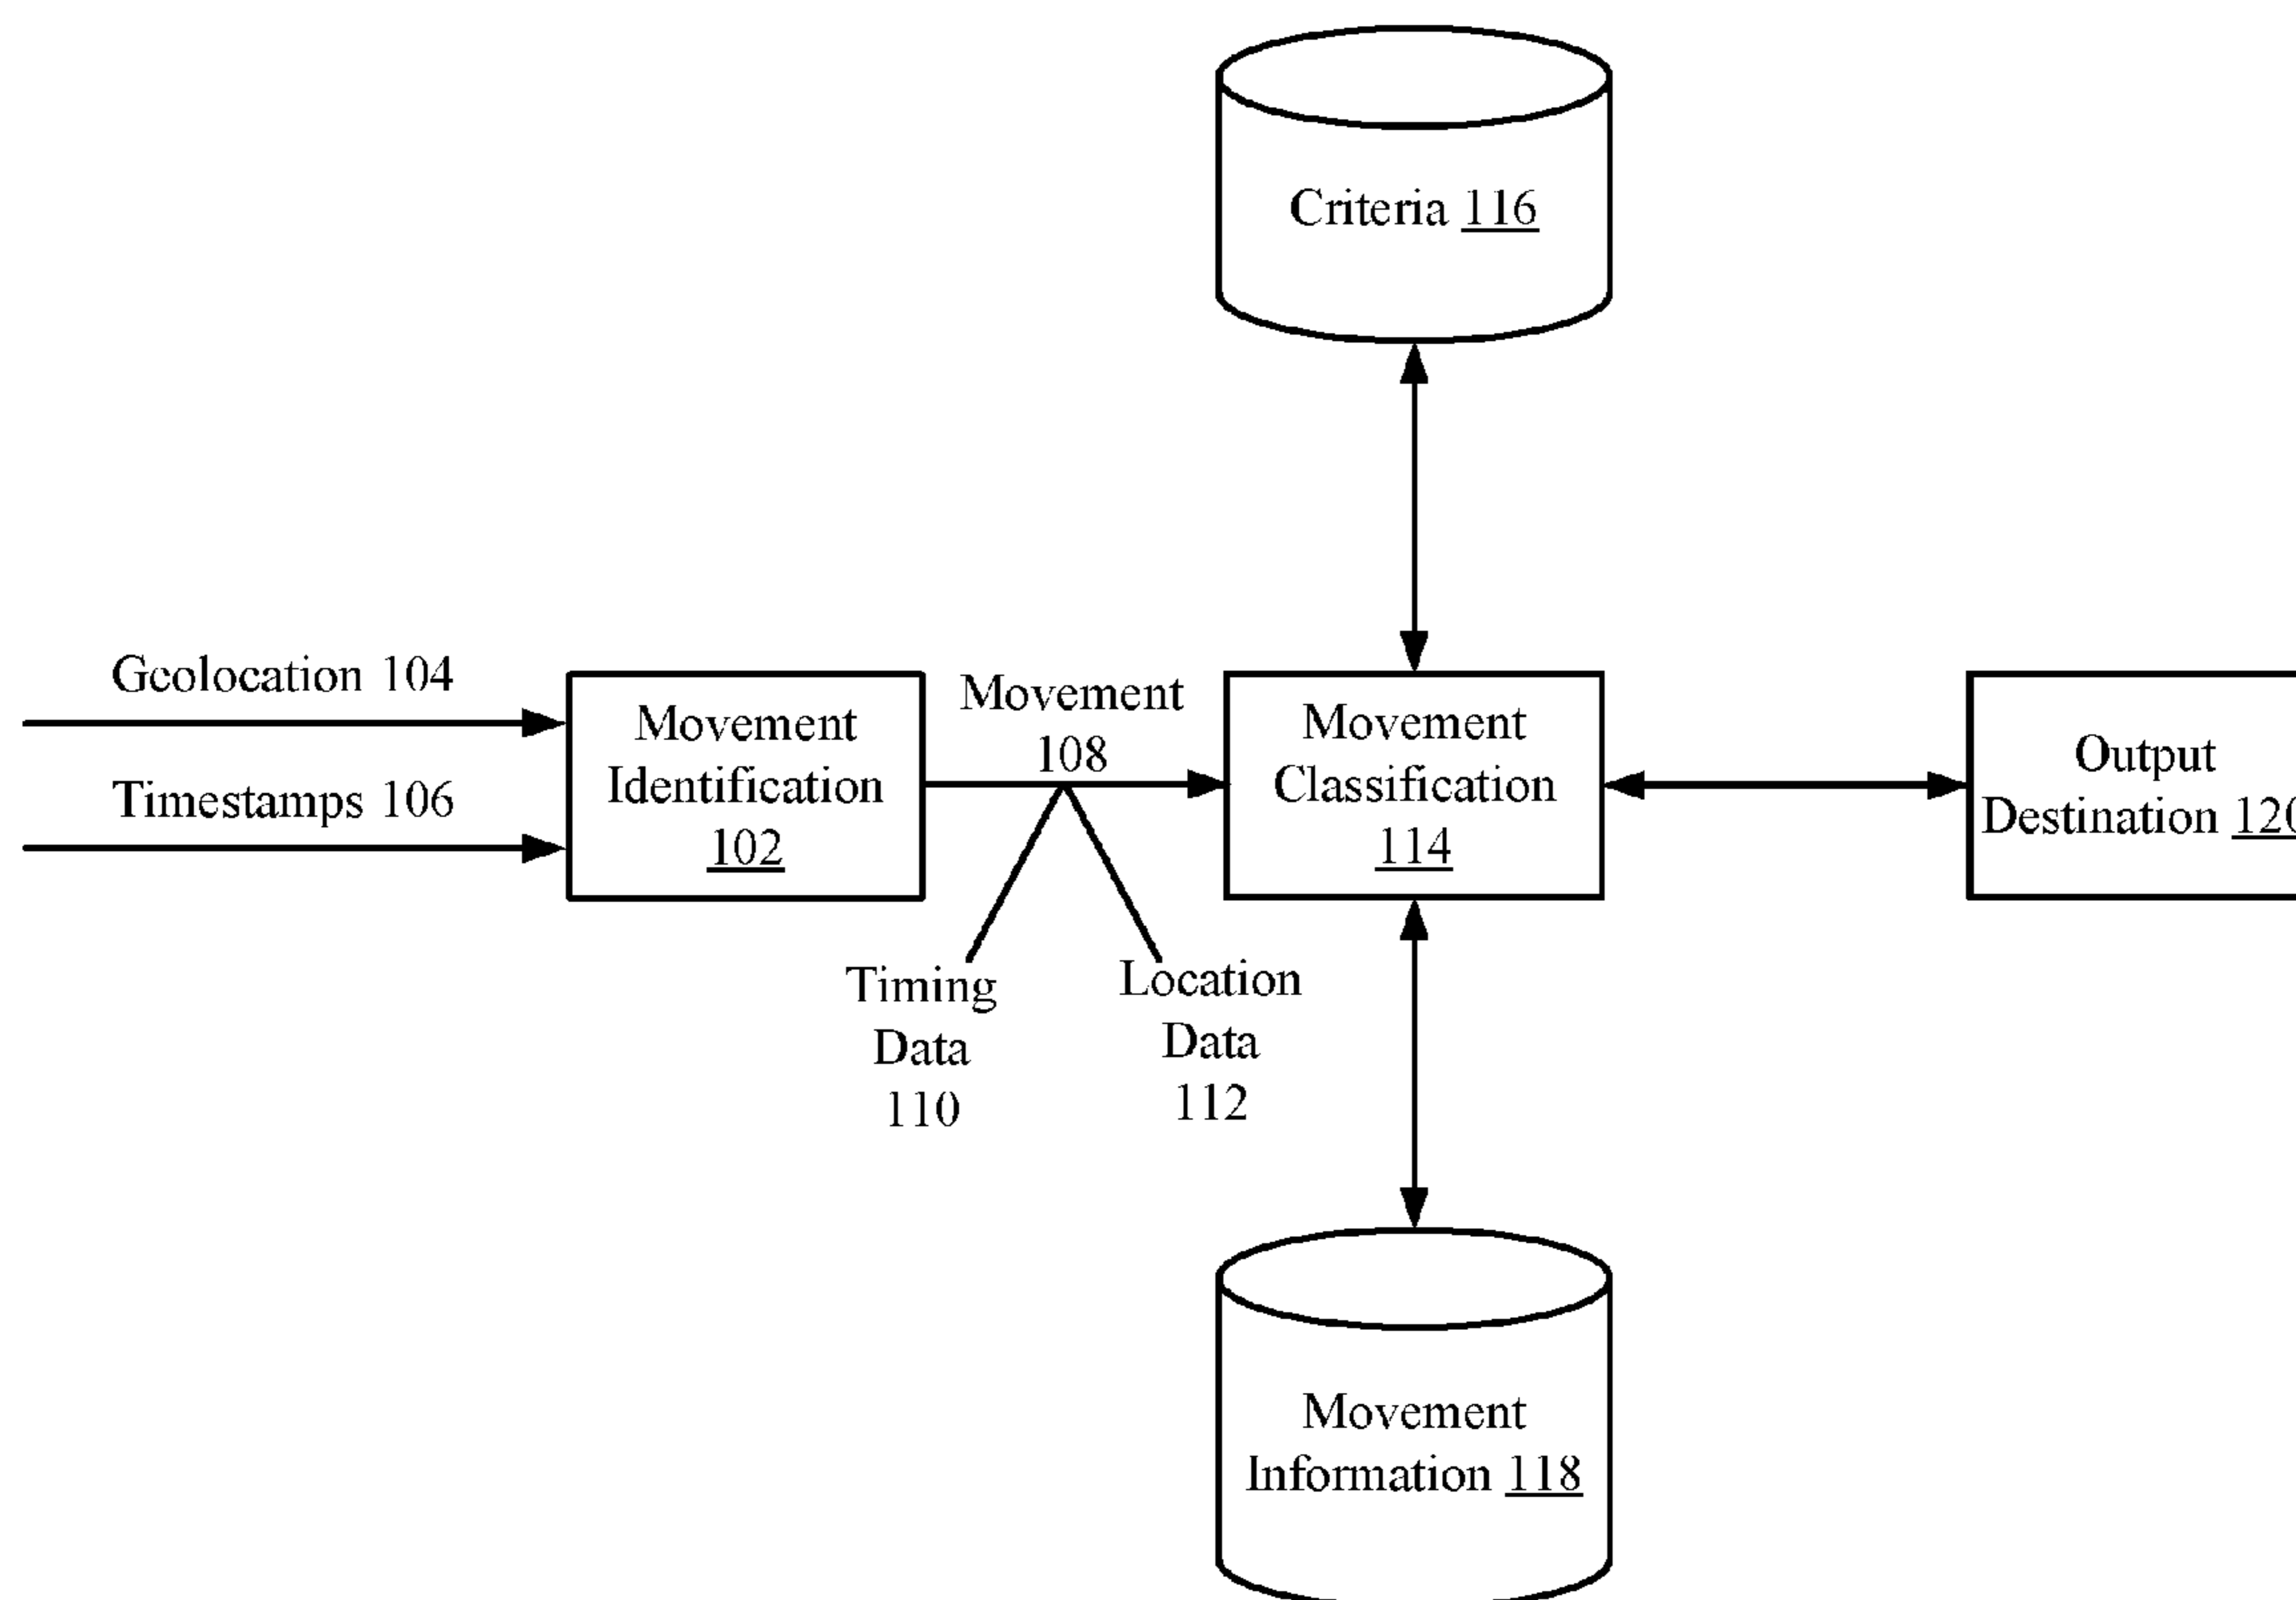 Criteria 116
Geolocation 104
Timestamps 106
Movement
Identification
102
Movement
108
Timing
Data
110
Location
Data
112
Movement
Classification
114
Output
Destination 120
Movement
Information 118